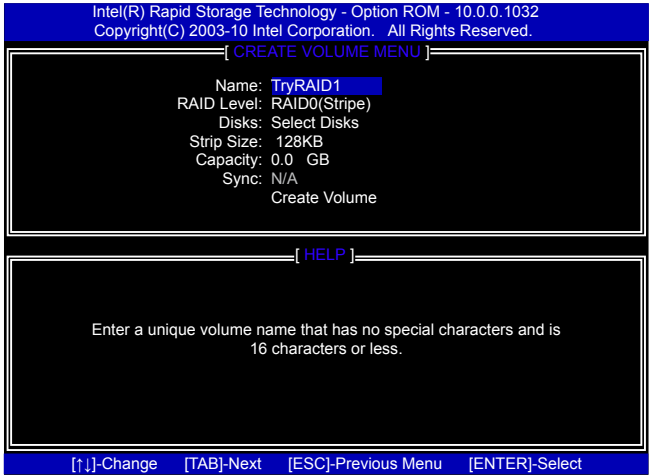 Intel(R) Rapid Storage Technology - Option ROM - 10.0.0.1032
Copyright(C) 2003-10 Intel Corporation. All Rights Reserved.
[ CREATE VOLUME MENU ]
Name: TryRAID1
RAID Level: RAID0(Stripe)
Disks: Select Disks
Strip Size: 128KB
Capacity: 0.0 GB
Sync: N/A
Create Volume
[ HELP ]
Enter a unique volume name that has no special characters and is
16 characters or less.
[↑↓]-Change [TAB]-Next [ESC]-Previous Menu [ENTER]-Select